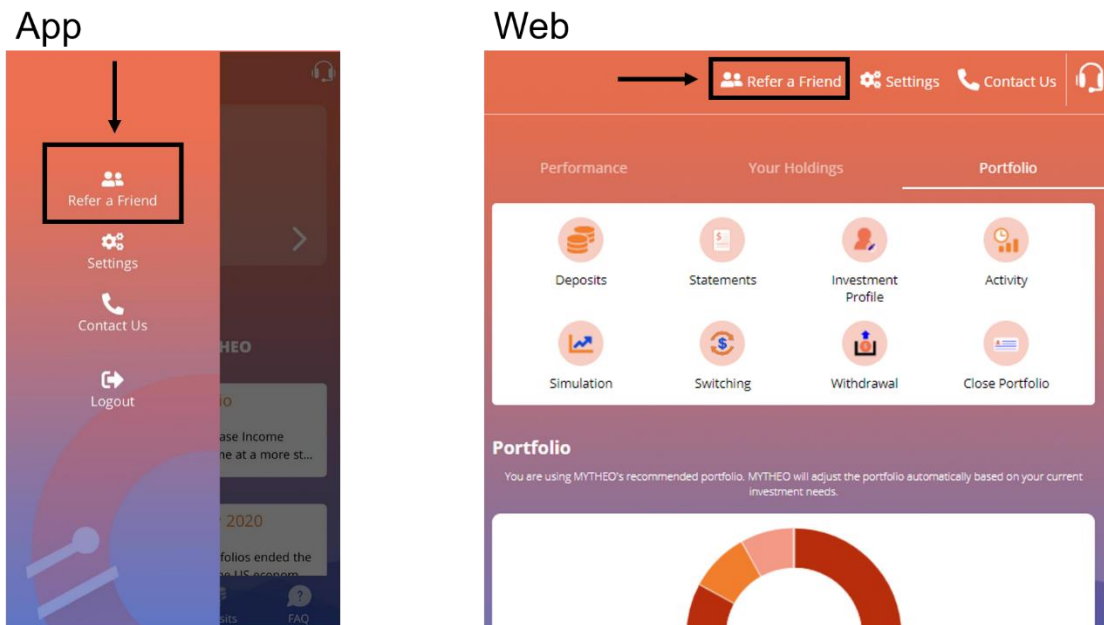 App
Refer a Friend
Settings
Contact Us
Logout
HEO
io
ase Income
ne at a more st...
2020
folios ended the
sits
FAQ
Web
Refer a Friend
Settings
Contact Us
Performance
Your Holdings
Portfolio
Deposits
Statements
Investment
Profile
Activity
Simulation
Switching
Withdrawal
Close Portfolio
Portfolio
You are using MYTHEO's recommended portfolio. MYTHEO will adjust the portfolio automatically based on your current
investment needs.